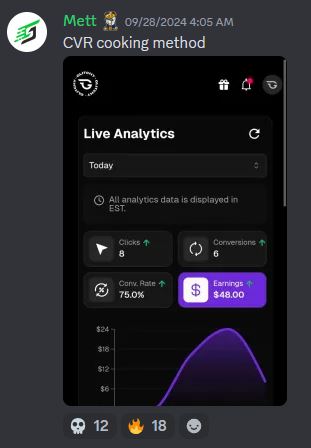 Mett 09/28/2024 4:05 AM
CVR cooking method
Live Analytics
Today
All analytics data is displayed in
EST.
Clicks
8
Conversions
6
Conv. Rate
75.0%
Earnings
$48.00
$24
$18
$12
$6
12 18